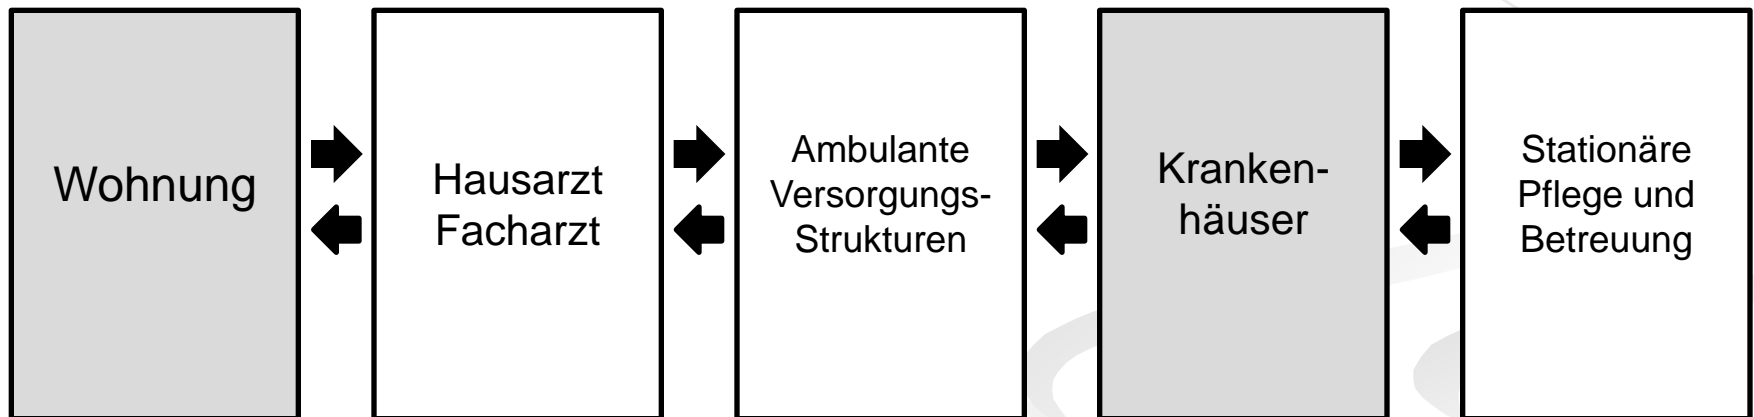 Wohnung
Hausarzt
Facharzt
Ambulante
Versorgungs-
Strukturen
Kranken-
häuser
Stationäre
Pflege und
Betreuung